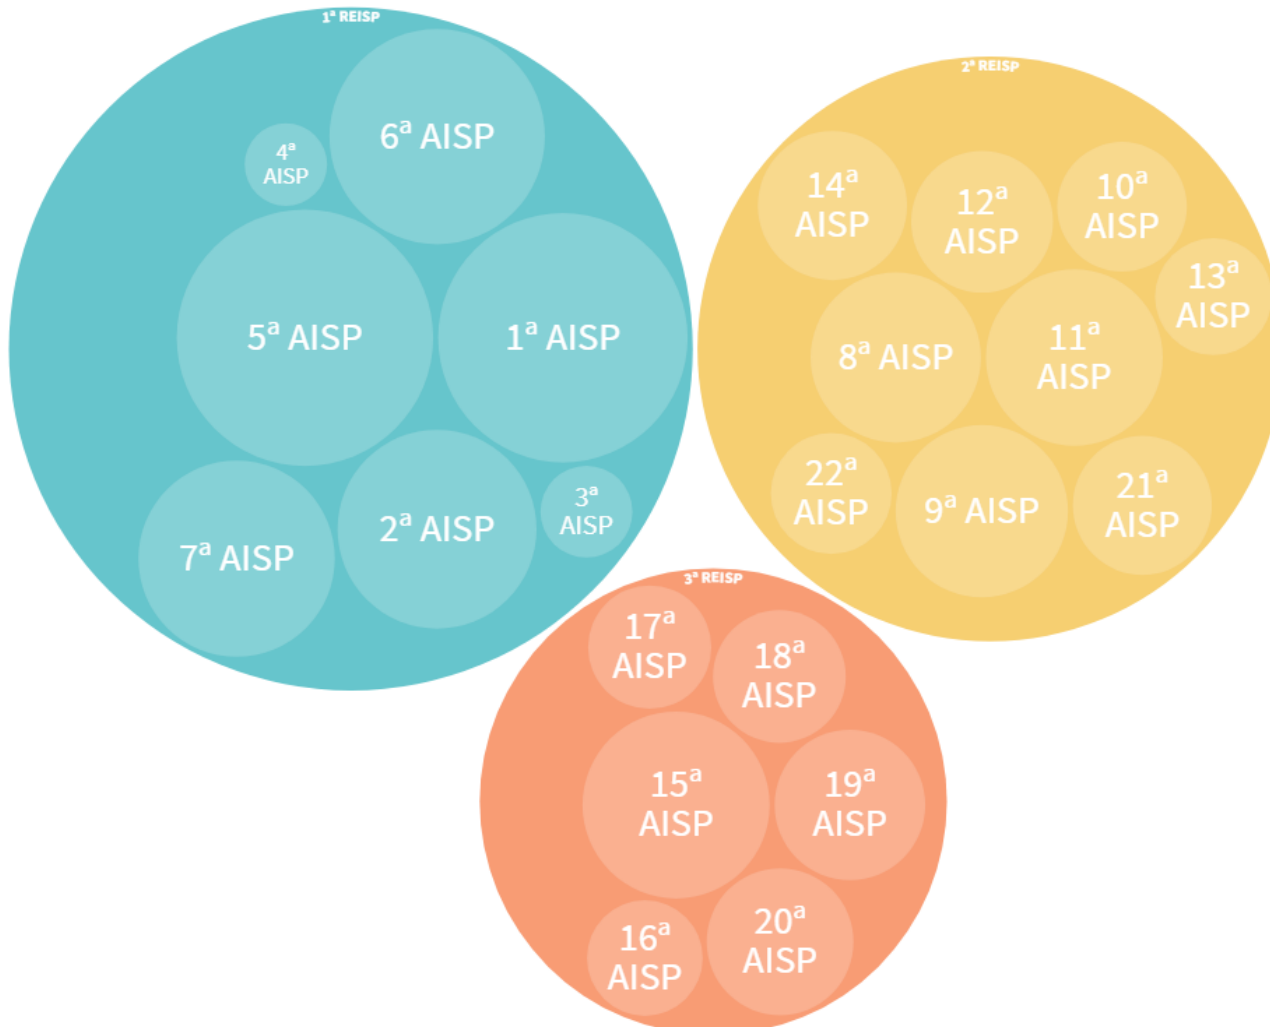 1ª REISP
6ª AISP
4ª
AISP
5ª AISP
1ª AISP
3ª
AISP
2ª AISP
7ª AISP
2ª REISP
14ª
AISP
12ª
AISP
10ª
AISP
13ª
AISP
8ª AISP
11ª
AISP
22ª
AISP
9ª AISP
21ª
AISP
3ª REISP
17ª
AISP
18ª
AISP
15ª
AISP
19ª
AISP
16ª
AISP
20ª
AISP